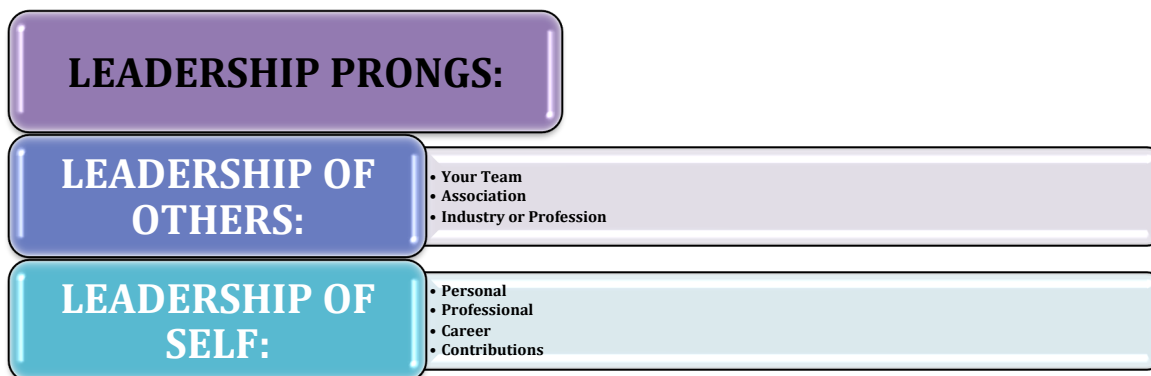 LEADERSHIP PRONGS:
LEADERSHIP OF
OTHERS:
• Your Team
• Association
• Industry or Profession
LEADERSHIP OF
SELF:
• Personal
• Professional
• Career
• Contributions